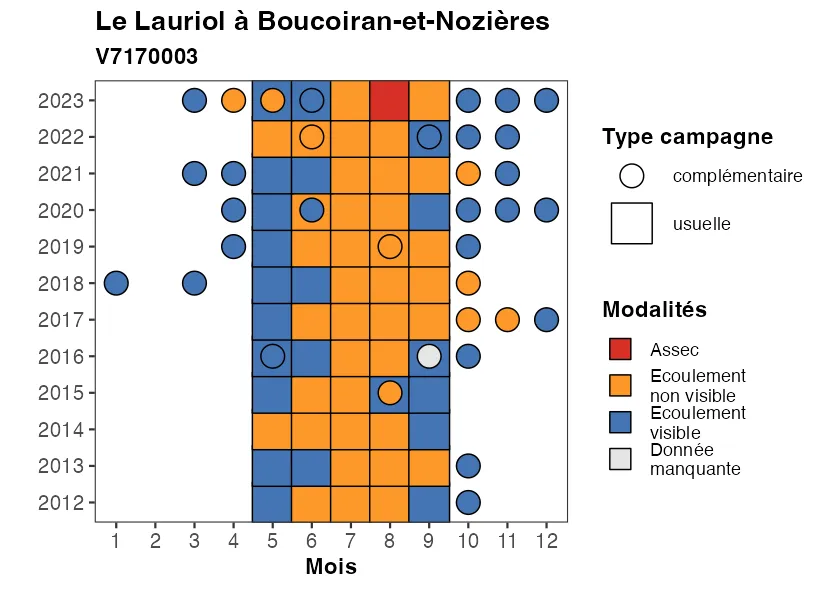 Le Lauriol à Boucoiran-et-Nozières
V7170003
2023
2022
2021
2020
2019
2018
2017
2016
2015
2014
2013
2012
1 2 3 4 5 6 7 8 9 10 11 12
Mois
Type campagne
complémentaire
usuelle
Modalités
Assec
Ecoulement
non visible
Ecoulement
visible
Donnée
manquante